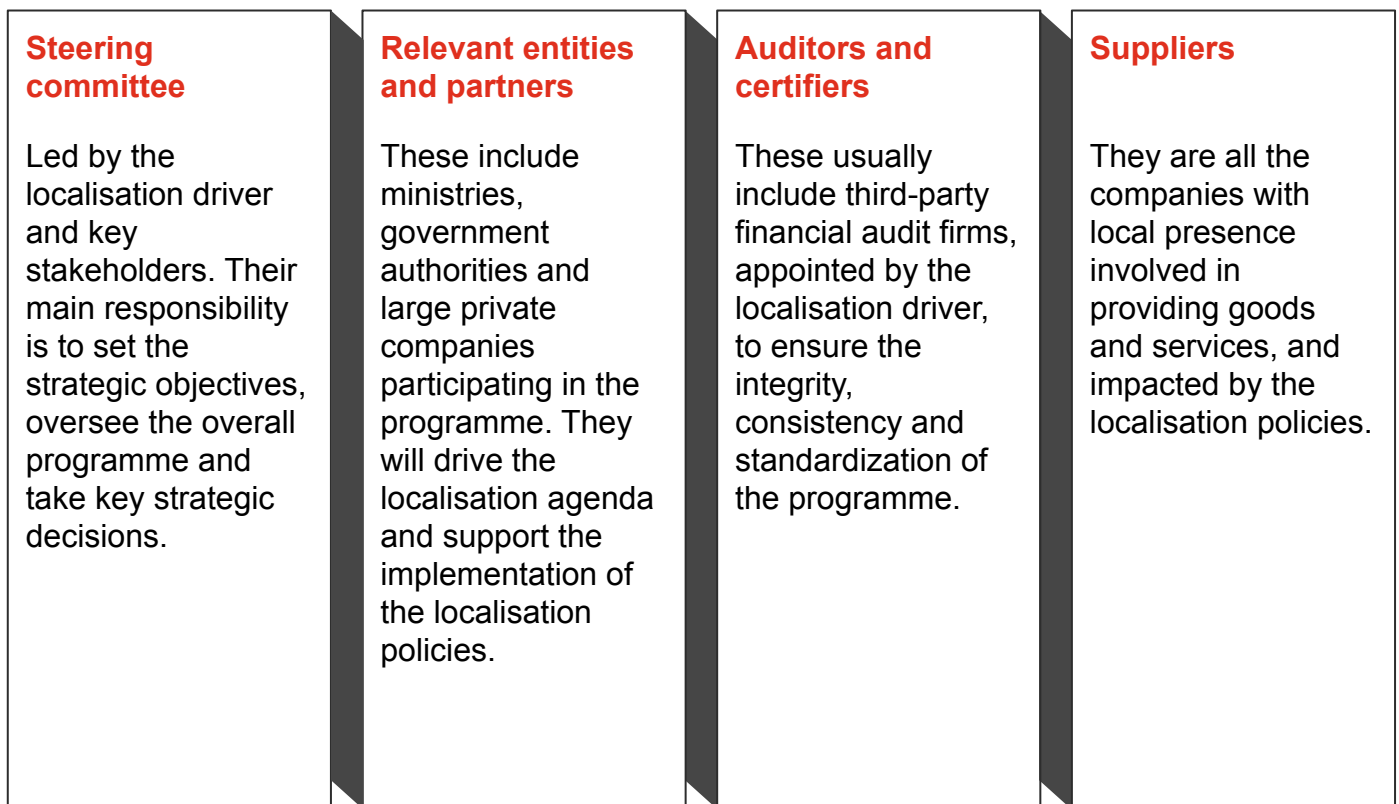 Steering
committee
Led by the
localisation driver
and key
stakeholders. Their
main responsibility
is to set the
strategic objectives,
oversee the overall
programme and
take key strategic
decisions.
Relevant entities
and partners
These include
ministries,
government
authorities and
large private
companies
participating in the
programme. They
will drive the
localisation agenda
and support the
implementation of
the localisation
policies.
Auditors and
certifiers
These usually
include third-party
financial audit firms,
appointed by the
localisation driver,
to ensure the
integrity,
consistency and
standardization of
the programme.
Suppliers
They are all the
companies with
local presence
involved in
providing goods
and services, and
impacted by the
localisation policies.